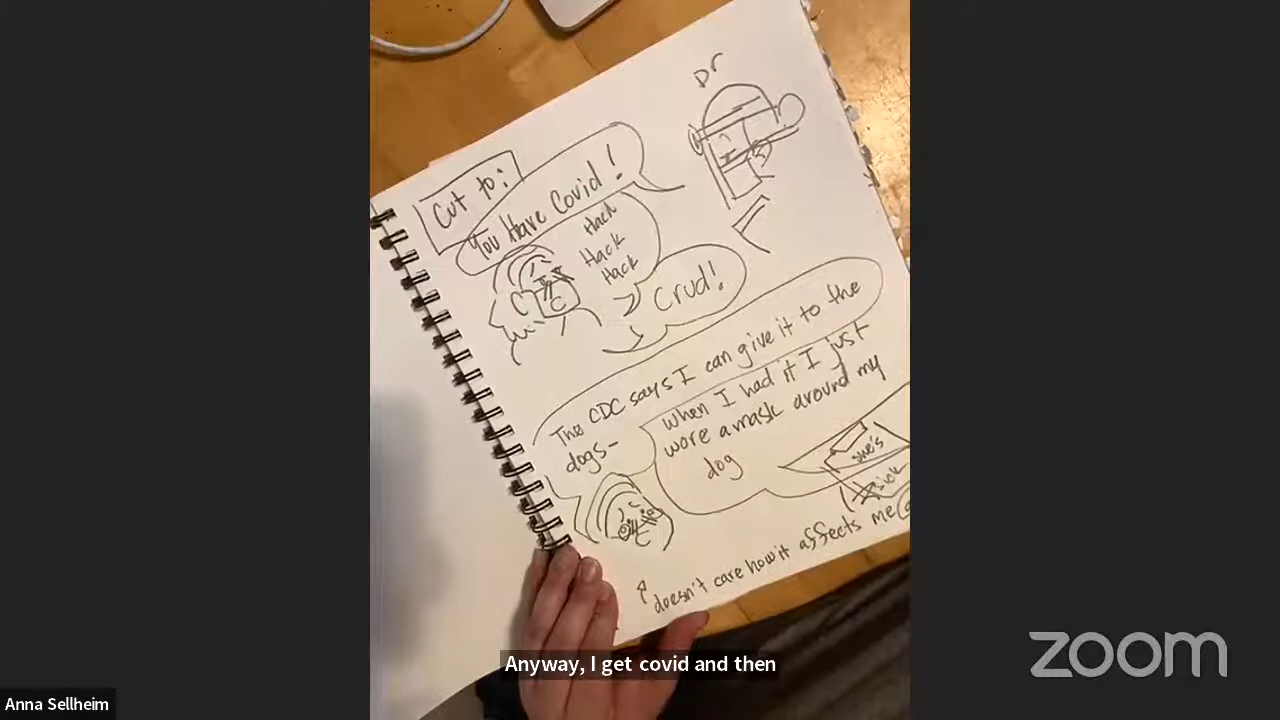 Dr
Cut to:
You Have Covid!
Hack
Hack
Hack
Crud!
The CDC says I can give it to the
dogs-
when I had it I just
wore a mask around my
dog
she's
sick
doesn't care how it affects me
Anyway, I get covid and then
Anna Sellheim
zoom